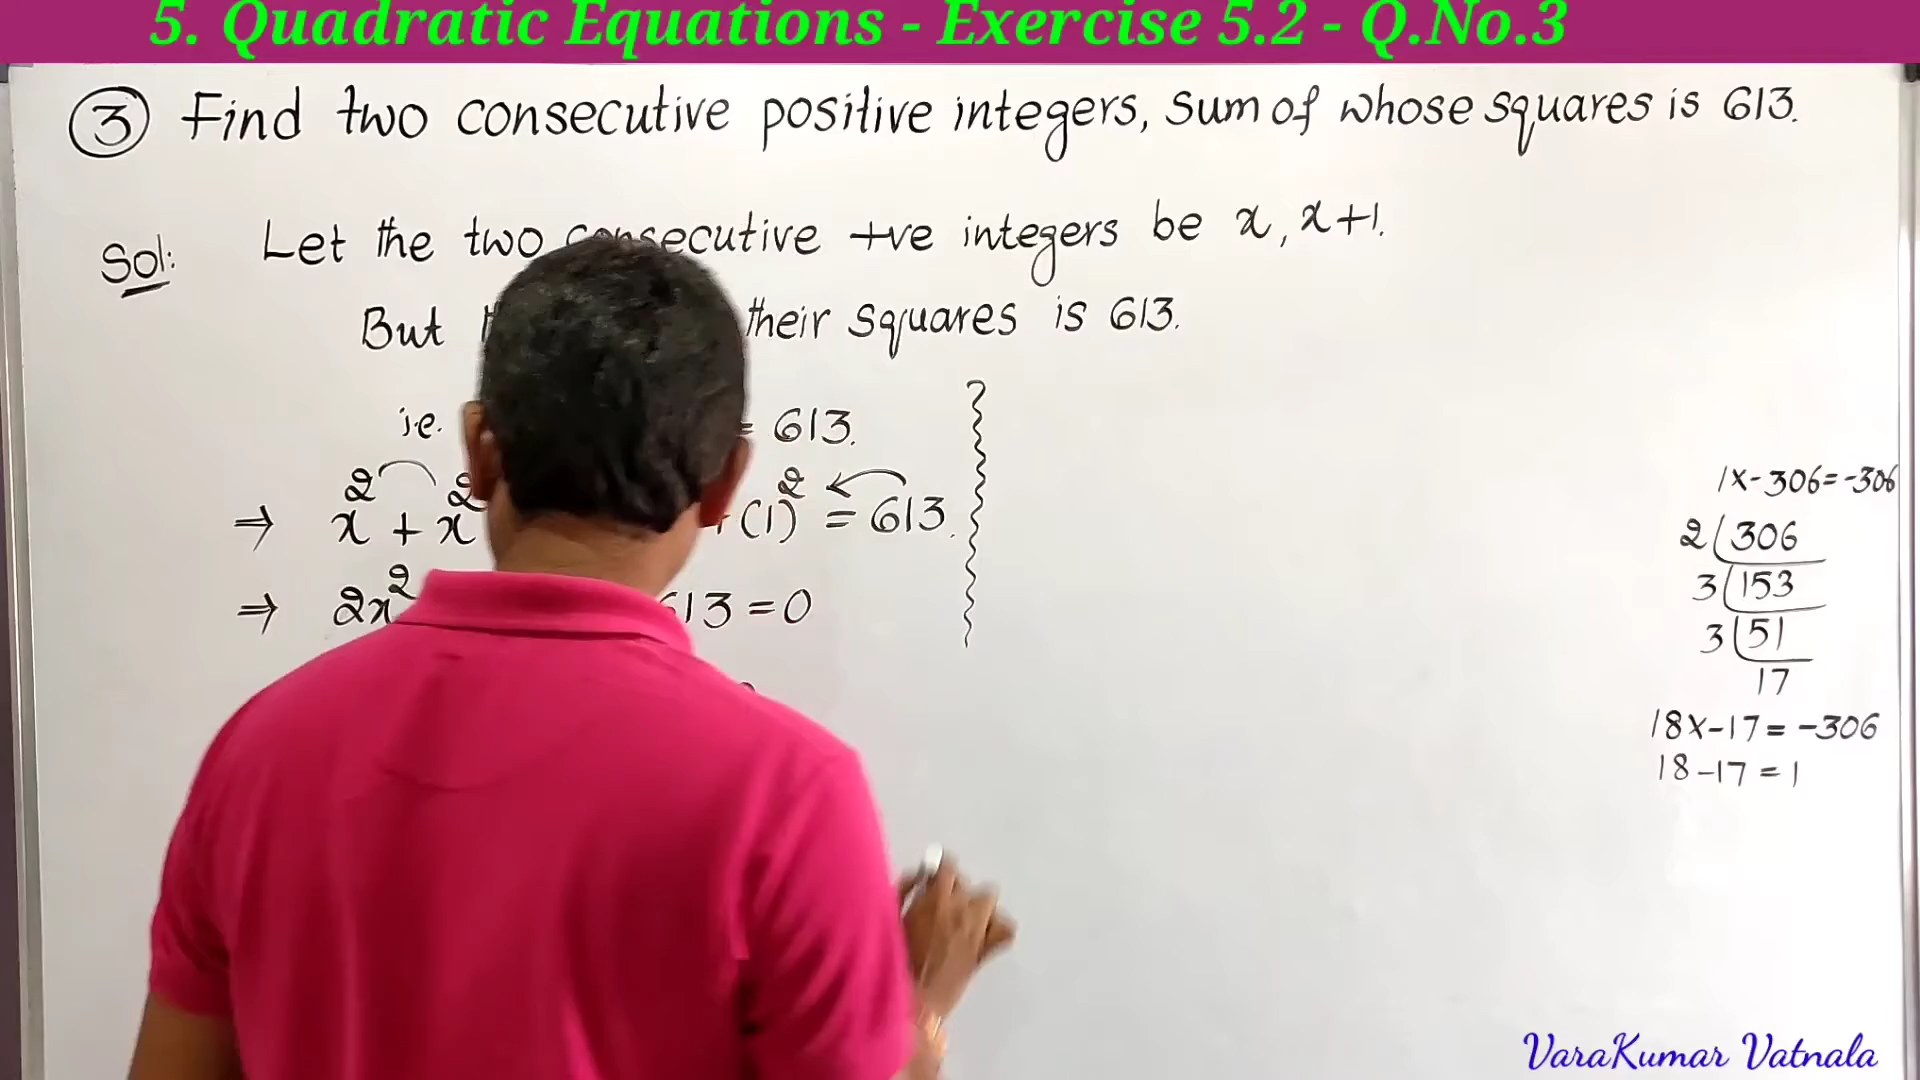 5. Quadratic Equations - Exercise 5.2 - Q.No.3
③ Find two consecutive positive integers, sum of whose squares is 613.
Sol: Let the two consecutive +ve integers be x, x+1.
But their squares is 613.
i.e. = 613.
⇒ x² + x² + (1)² = 613.
⇒ 2x² 613 = 0
1x-306=-306
2 | 306
3 | 153
3 | 51
17
18x-17 = -306
18-17 = 1
VaraKumar Vatnala